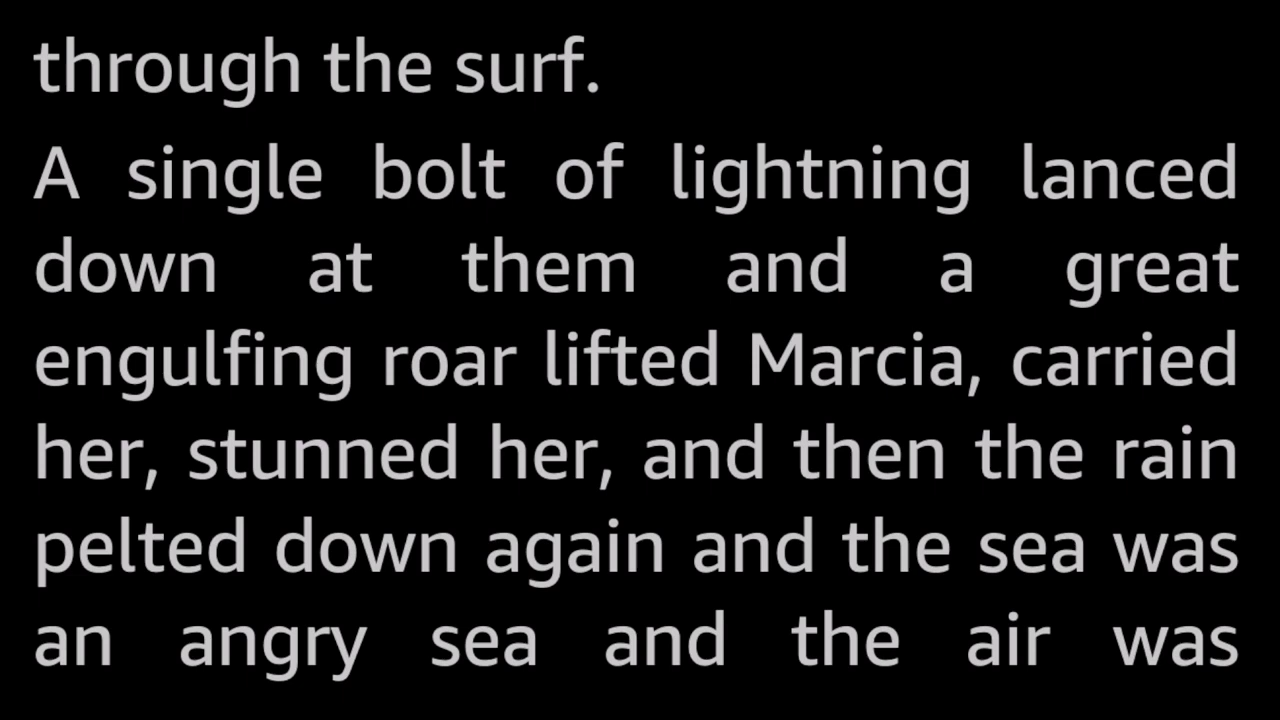 through the surf.
A single bolt of lightning lanced
down at them and a great
engulfing roar lifted Marcia, carried
her, stunned her, and then the rain
pelted down again and the sea was
an angry sea and the air was